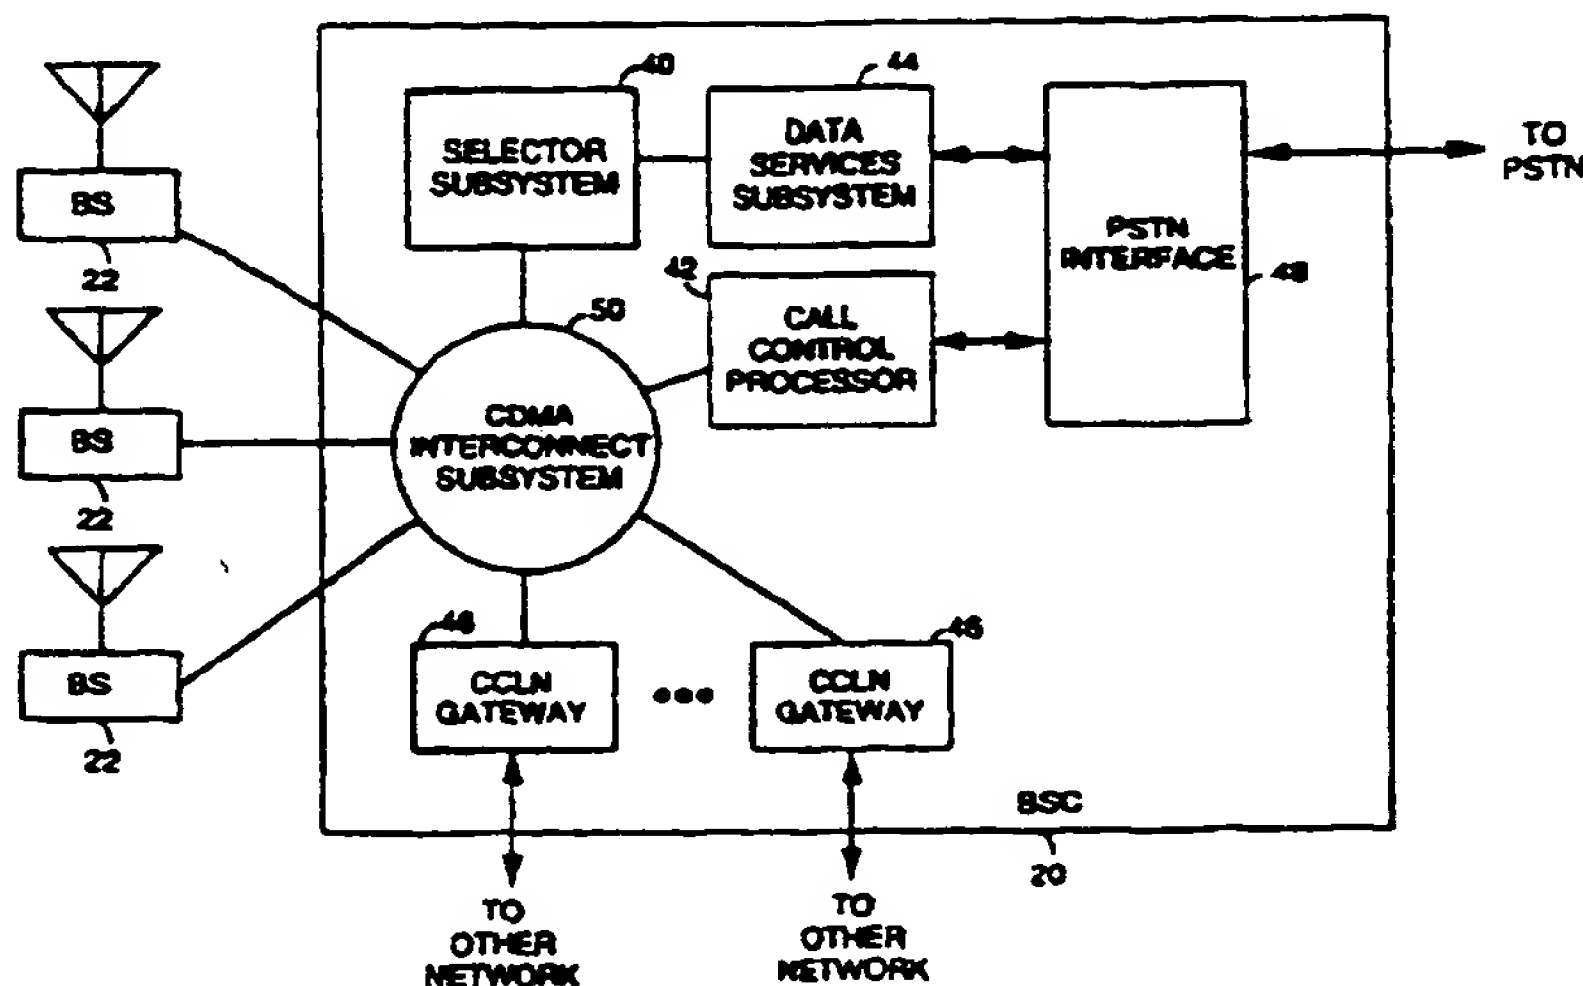 40
44
SELECTOR
SUBSYSTEM
DATA
SERVICES
SUBSYSTEM
TO
PSTN
BS
22
PSTN
INTERFACE
48
42
CALL
CONTROL
PROCESSOR
50
CDMA
INTERCONNECT
SUBSYSTEM
BS
22
BS
22
46
CCLN
GATEWAY
46
CCLN
GATEWAY
BSC
20
TO
OTHER
NETWORK
TO
OTHER
NETWORK